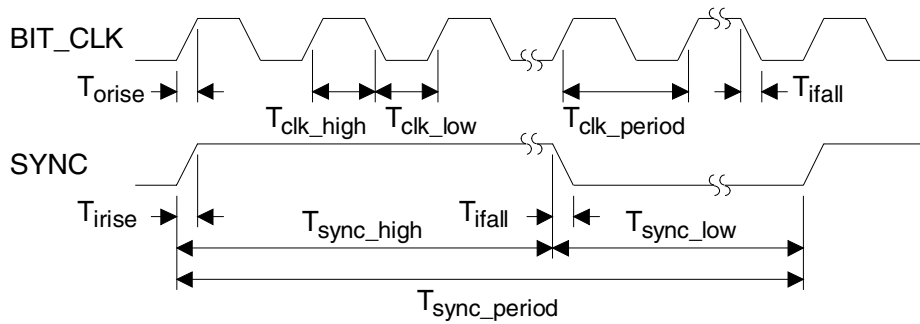 BIT_CLK
Torise
Tifall
Tclk_high
Tclk_low
Tclk_period
SYNC
Tirise
Tsync_high
Tifall
Tsync_low
Tsync_period